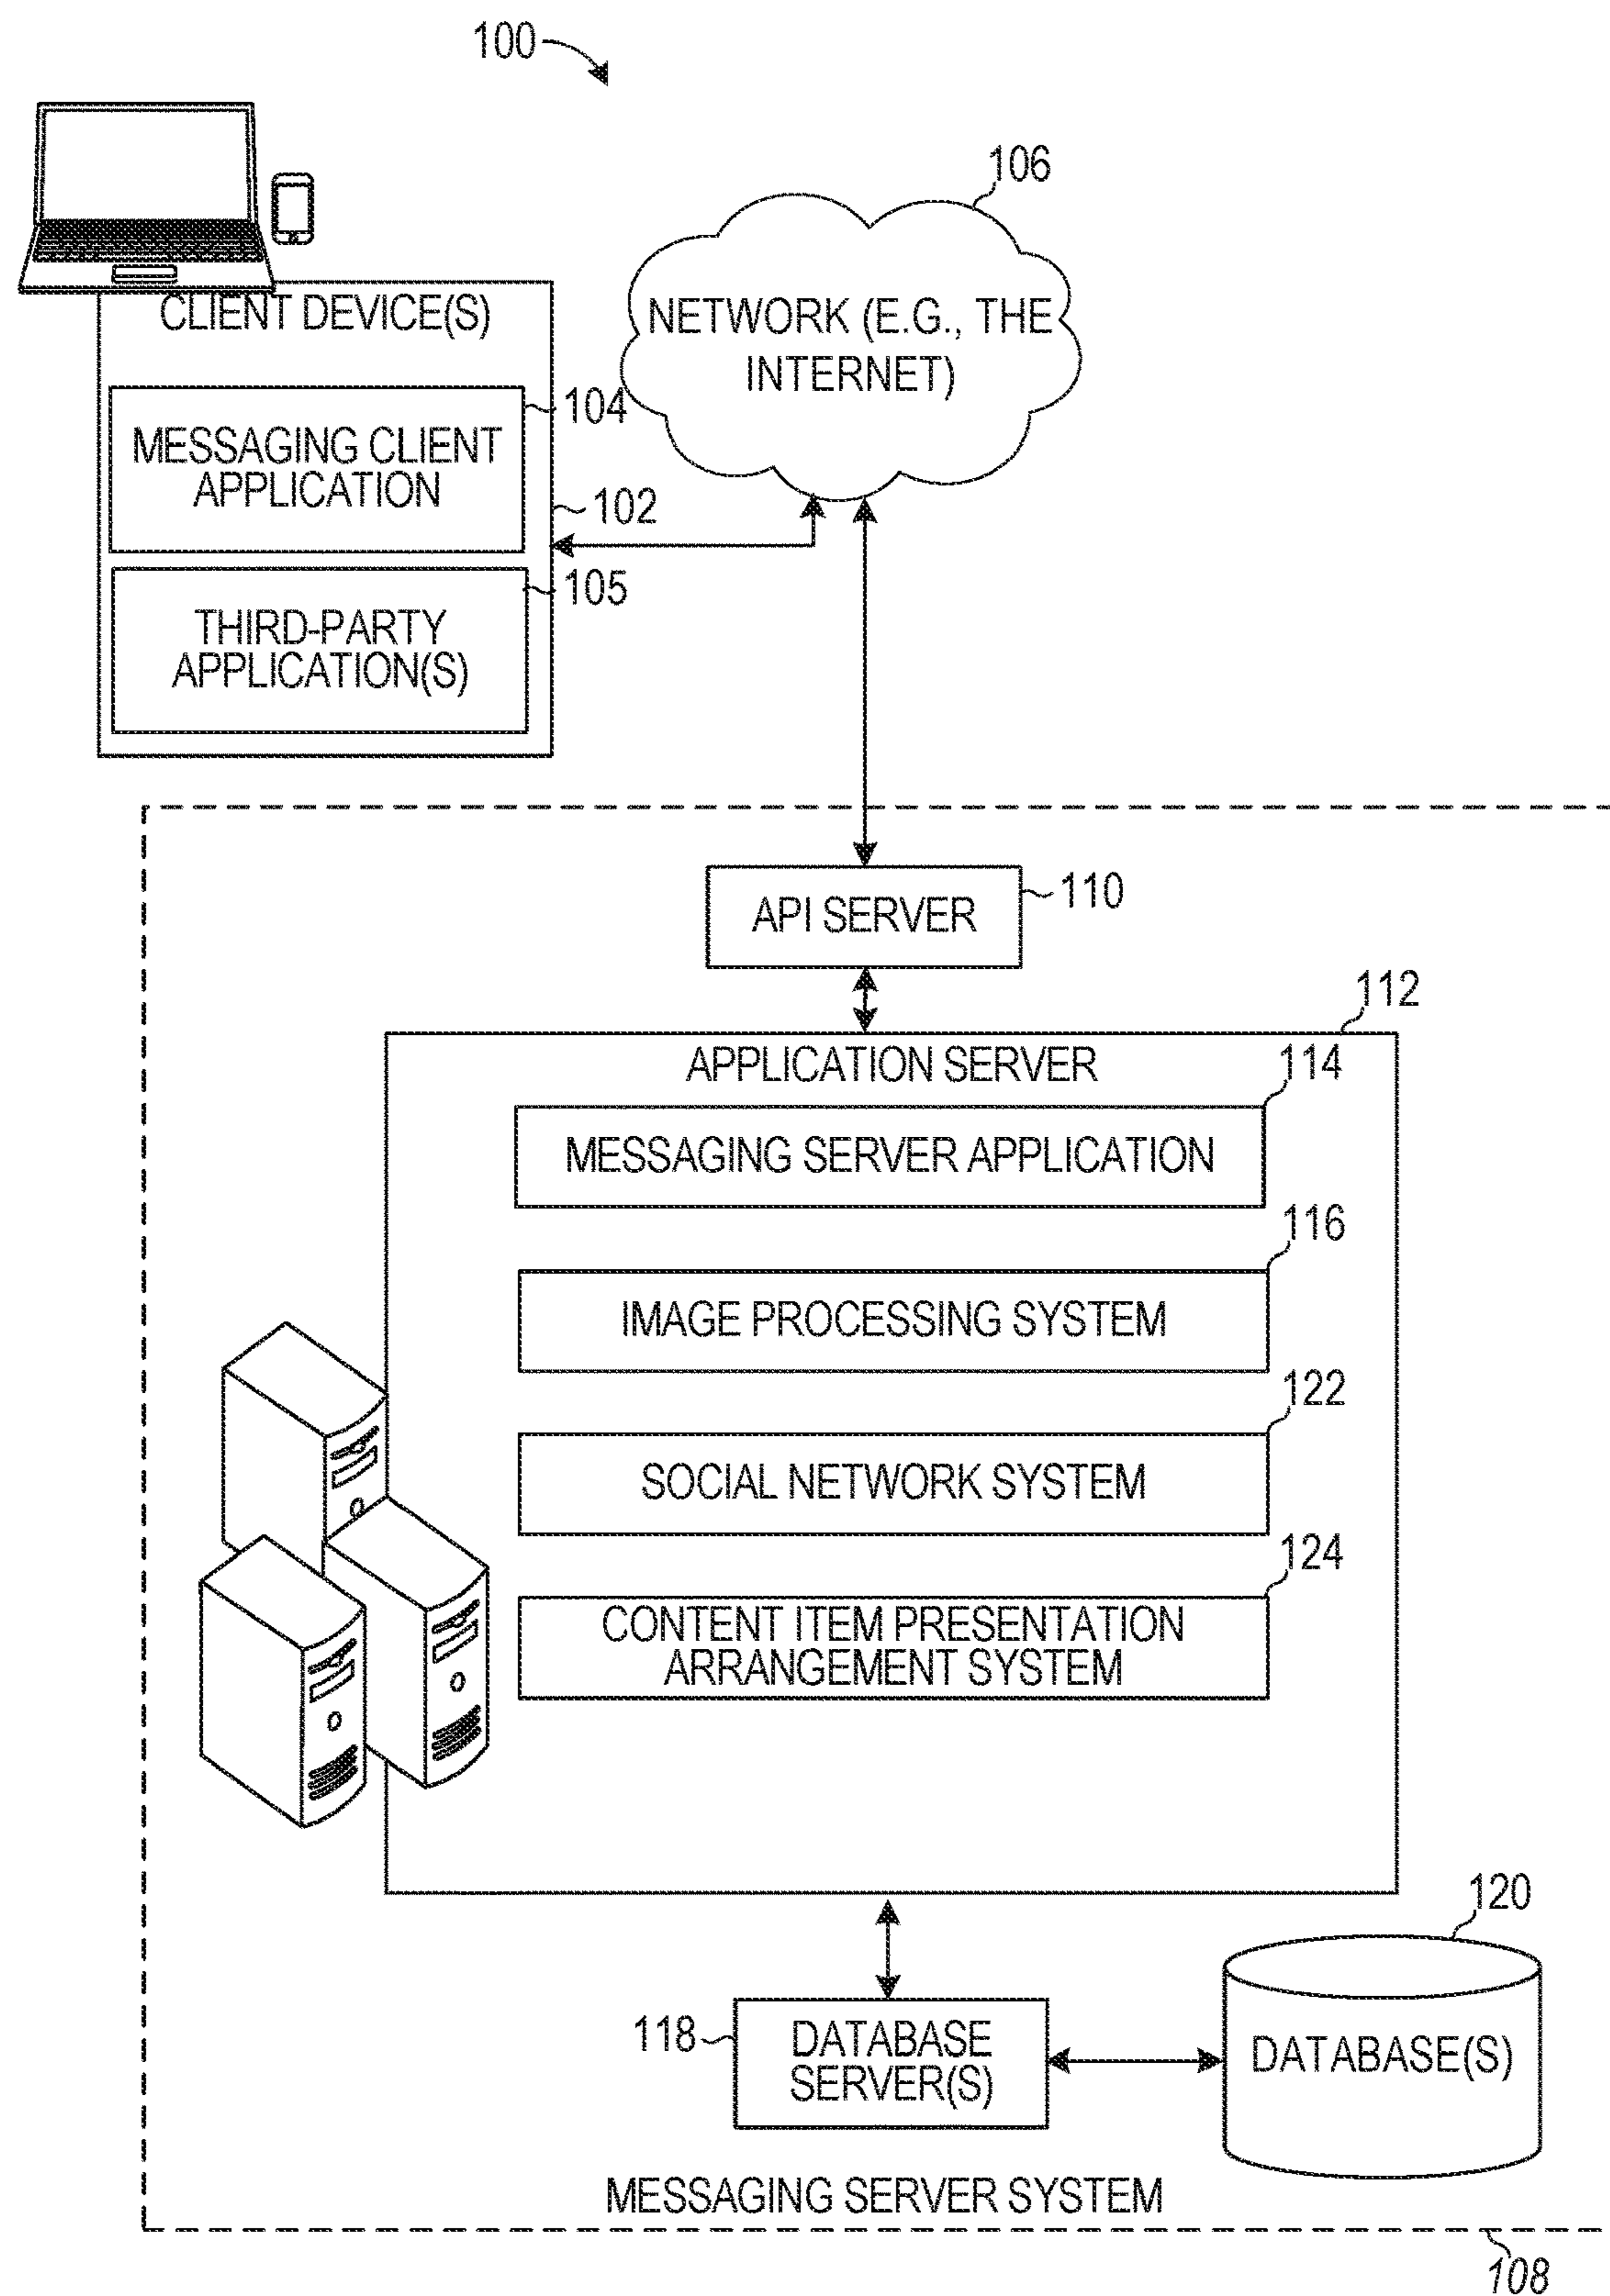 100
106
NETWORK (E.G., THE
INTERNET)
CLIENT DEVICE(S)
104
MESSAGING CLIENT
APPLICATION
102
105
THIRD-PARTY
APPLICATION(S)
110
API SERVER
112
APPLICATION SERVER
114
MESSAGING SERVER APPLICATION
116
IMAGE PROCESSING SYSTEM
122
SOCIAL NETWORK SYSTEM
124
CONTENT ITEM PRESENTATION
ARRANGEMENT SYSTEM
120
118
DATABASE
SERVER(S)
DATABASE(S)
MESSAGING SERVER SYSTEM
108